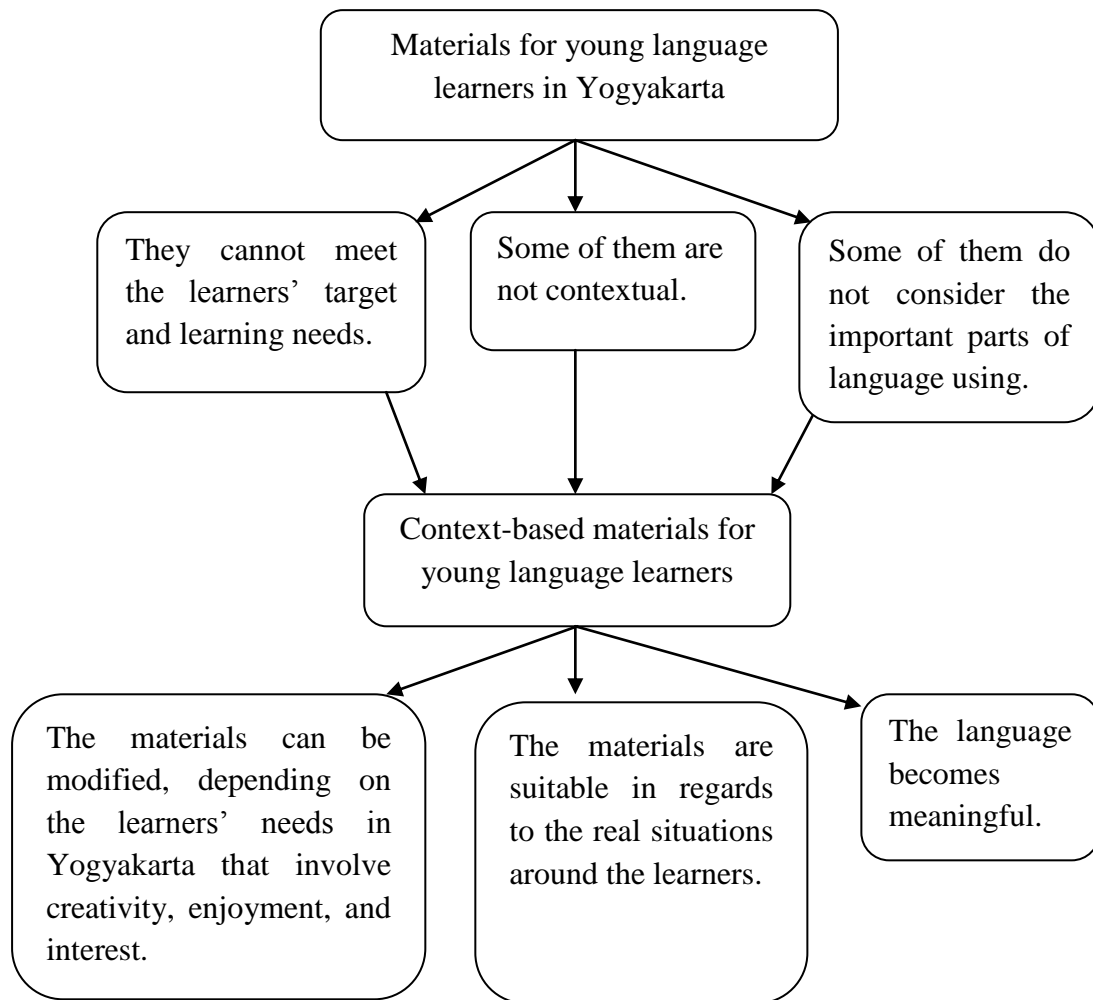 Materials for young language
learners in Yogyakarta
They cannot meet
the learners’ target
and learning needs.
Some of them are
not contextual.
Some of them do
not consider the
important parts of
language using.
Context-based materials for
young language learners
The materials can be
modified, depending on
the learners’ needs in
Yogyakarta that involve
creativity, enjoyment, and
interest.
The materials are
suitable in regards
to the real situations
around the learners.
The language
becomes
meaningful.